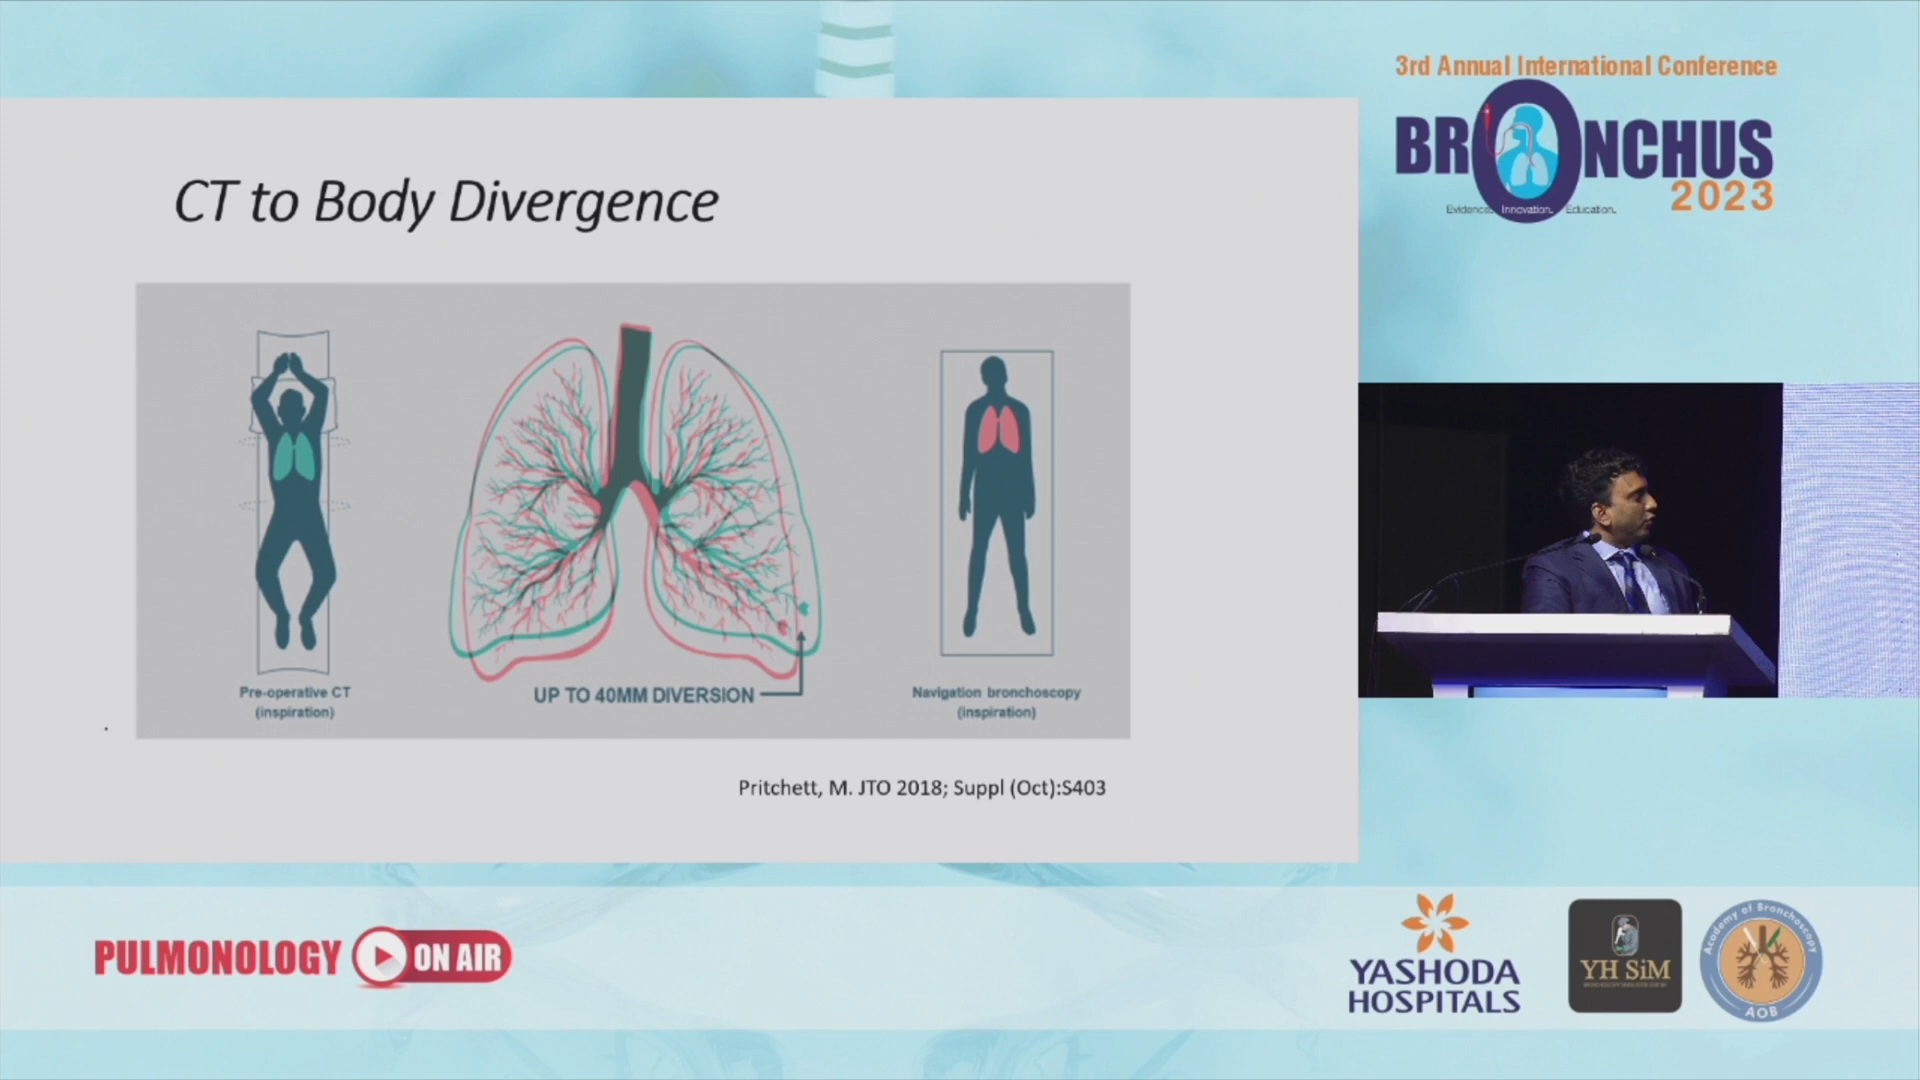 3rd Annual International Conference
BRONCHUS
2023
Evidence. Innovation. Education.
CT to Body Divergence
Pre-operative CT
(inspiration)
UP TO 40MM DIVERSION
Navigation bronchoscopy
(inspiration)
Pritchett, M. JTO 2018; Suppl (Oct):S403
PULMONOLOGY ON AIR
YASHODA
HOSPITALS
YH SiM
Academy of Bronchoscopy
AOB